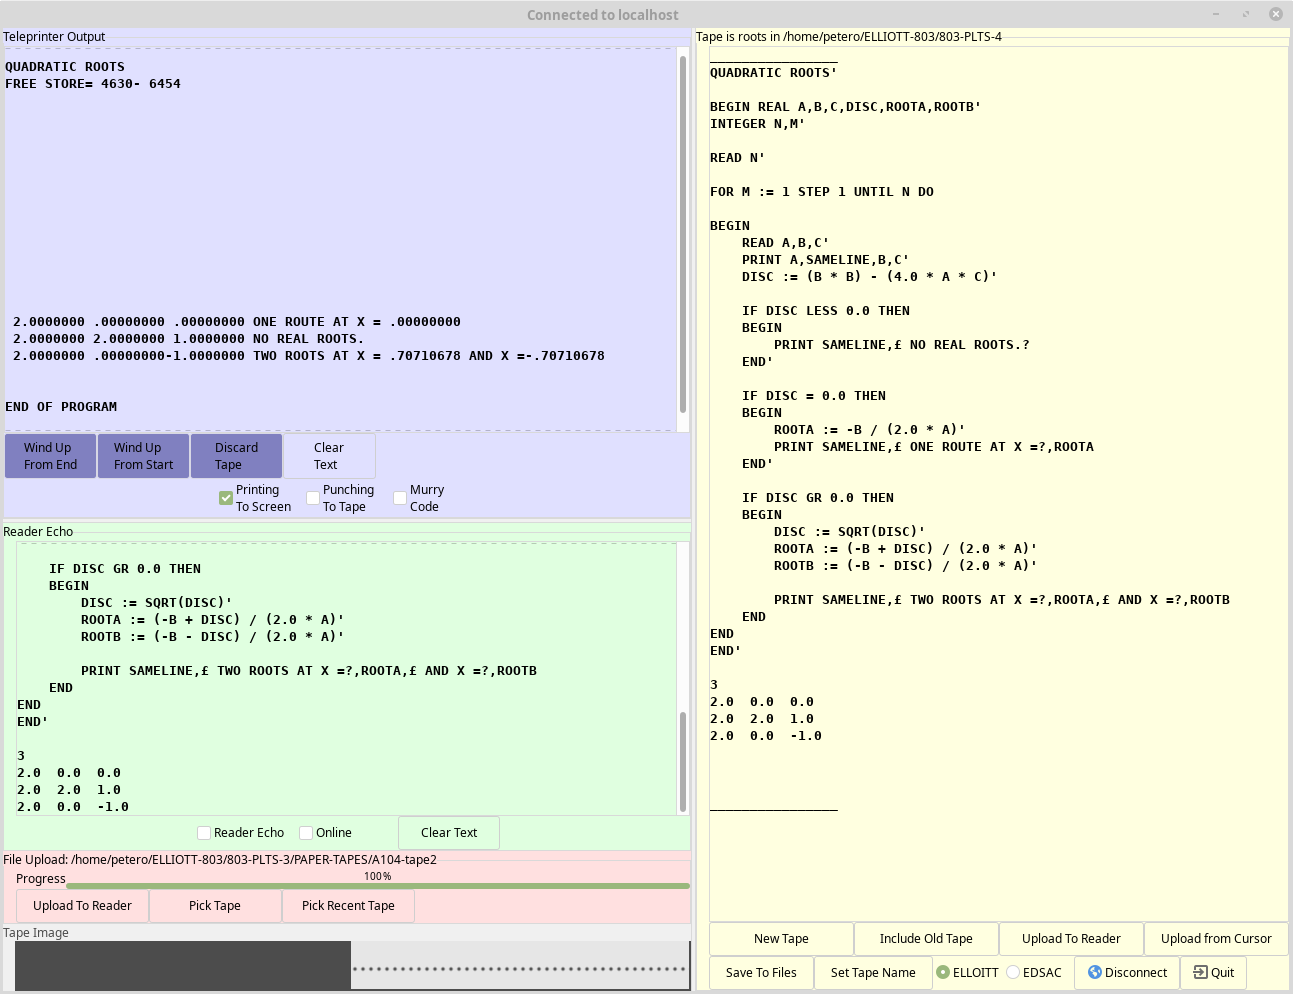 Connected to localhost
Teleprinter Output
QUADRATIC ROOTS
FREE STORE= 4630- 6454
2.0000000 .00000000 .00000000 ONE ROUTE AT X = .00000000
2.0000000 2.0000000 1.0000000 NO REAL ROOTS.
2.0000000 .00000000-1.0000000 TWO ROOTS AT X = .70710678 AND X =-.70710678
END OF PROGRAM
Wind Up From End
Wind Up From Start
Discard Tape
Clear Text
Printing To Screen
Punching To Tape
Murry Code
Reader Echo
IF DISC GR 0.0 THEN
BEGIN
DISC := SQRT(DISC)'
ROOTA := (-B + DISC) / (2.0 * A)'
ROOTB := (-B - DISC) / (2.0 * A)'
PRINT SAMELINE,£ TWO ROOTS AT X =?,ROOTA,£ AND X =?,ROOTB
END
END
END'
3
2.0 0.0 0.0
2.0 2.0 1.0
2.0 0.0 -1.0
Reader Echo
Online
Clear Text
File Upload: /home/petero/ELLIOTT-803/803-PLTS-3/PAPER-TAPES/A104-tape2
Progress
100%
Upload To Reader
Pick Tape
Pick Recent Tape
Tape Image
Tape is roots in /home/petero/ELLIOTT-803/803-PLTS-4
________________
QUADRATIC ROOTS'
BEGIN REAL A,B,C,DISC,ROOTA,ROOTB'
INTEGER N,M'
READ N'
FOR M := 1 STEP 1 UNTIL N DO
BEGIN
READ A,B,C'
PRINT A,SAMELINE,B,C'
DISC := (B * B) - (4.0 * A * C)'
IF DISC LESS 0.0 THEN
BEGIN
PRINT SAMELINE,£ NO REAL ROOTS.?
END'
IF DISC = 0.0 THEN
BEGIN
ROOTA := -B / (2.0 * A)'
PRINT SAMELINE,£ ONE ROUTE AT X =?,ROOTA
END'
IF DISC GR 0.0 THEN
BEGIN
DISC := SQRT(DISC)'
ROOTA := (-B + DISC) / (2.0 * A)'
ROOTB := (-B - DISC) / (2.0 * A)'
PRINT SAMELINE,£ TWO ROOTS AT X =?,ROOTA,£ AND X =?,ROOTB
END
END
END'
3
2.0 0.0 0.0
2.0 2.0 1.0
2.0 0.0 -1.0
________________
New Tape
Include Old Tape
Upload To Reader
Upload from Cursor
Save To Files
Set Tape Name
ELLOITT
EDSAC
Disconnect
Quit